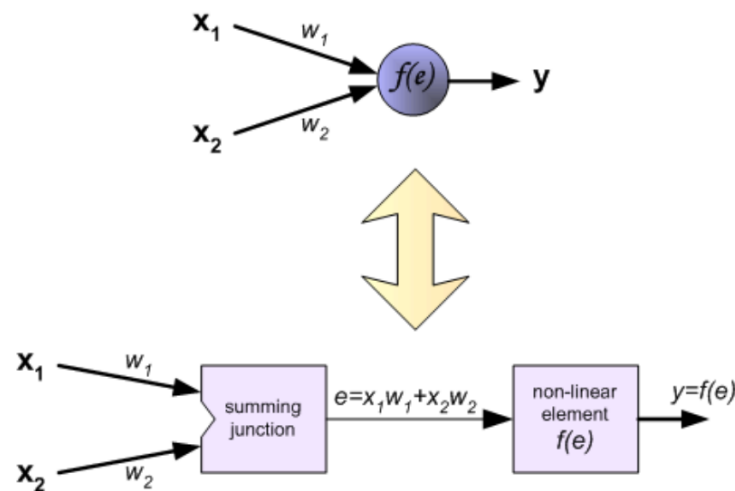 x₁ w₁
f(e) y
x₂ w₂
x₁ w₁
summing
junction
e=x₁w₁+x₂w₂
non-linear
element
f(e)
y=f(e)
x₂ w₂